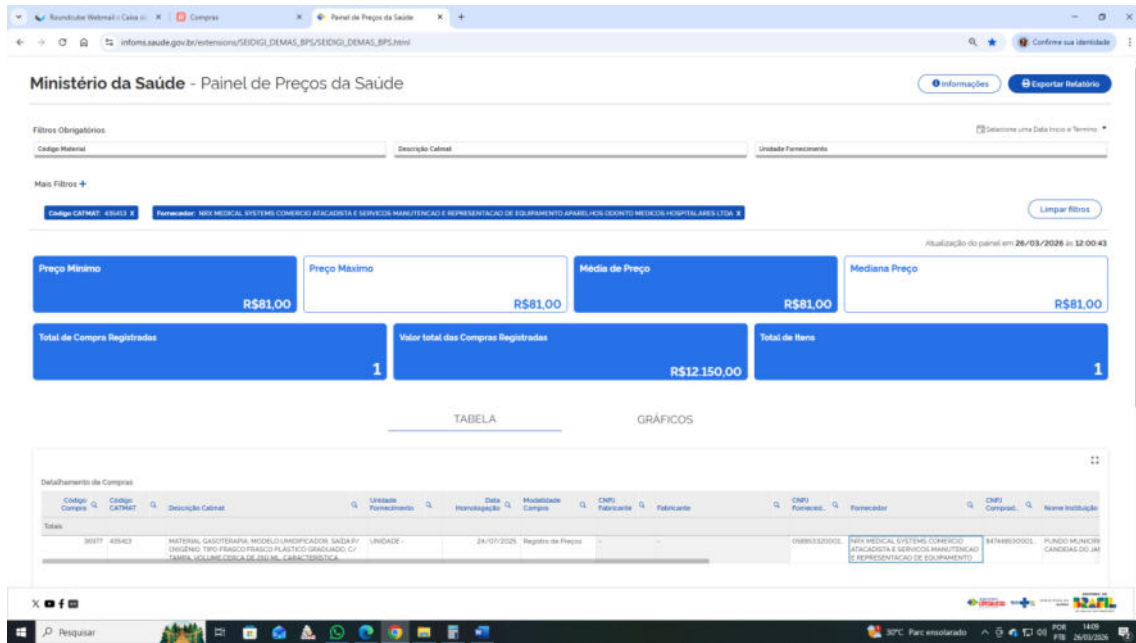 Roundcube Webmail :: Caixa
Compras
Painel de Preços da Saúde
infoms.saude.gov.br/extensions/SEIDIGI_DEMAS_BPS/SEIDIGI_DEMAS_BPS.html
Confirme sua identidade
Ministério da Saúde - Painel de Preços da Saúde
Informações
Exportar Relatório
Filtros Obrigatórios
Selecione uma Data Inicio e Termino
Código Material
Descrição Catmat
Unidade Fornecimento
Mais Filtros +
Código CATMAT: 435413 X
Fornecedor: NRX MEDICAL SYSTEMS COMERCIO ATACADISTA E SERVICOS MANUTENCAO E REPRESENTACAO DE EQUIPAMENTO APARELHOS ODONTO MEDICOS HOSPITALARES LTDA X
Limpar filtros
Atualização do painel em 26/03/2026 às 12:00:43
Preço Mínimo
R$81,00
Preço Máximo
R$81,00
Média de Preço
R$81,00
Mediana Preço
R$81,00
Total de Compra Registradas
1
Valor total das Compras Registradas
R$12.150,00
Total de Itens
1
TABELA
GRÁFICOS
Detalhamento de Compras
Código Compra
Código CATMAT
Descrição Catmat
Unidade Fornecimento
Data Homologação
Modalidade Compra
CNPJ Fabricante
Fabricante
CNPJ Forneced...
Fornecedor
CNPJ Comprad...
Nome Instituição
Totais
36977
435413
MATERIAL GASOTERAPIA, MODELO:UMIDIFICADOR, SAÍDA P/
OXIGÊNIO, TIPO FRASCO:FRASCO PLÁSTICO GRADUADO, C/
TAMPA, VOLUME:CERCA DE 250 ML, CARACTERÍSTICA
UNIDADE -
24/07/2025
Registro de Preços
-
-
NRX MEDICAL SYSTEMS COMERCIO
ATACADISTA E SERVICOS MANUTENCAO
E REPRESENTACAO DE EQUIPAMENTO
FUNDO MUNICIPA
CANDEIAS DO JAM
Pesquisar
30°C Parc ensolarado
POR
PTB
14:09
26/03/2026